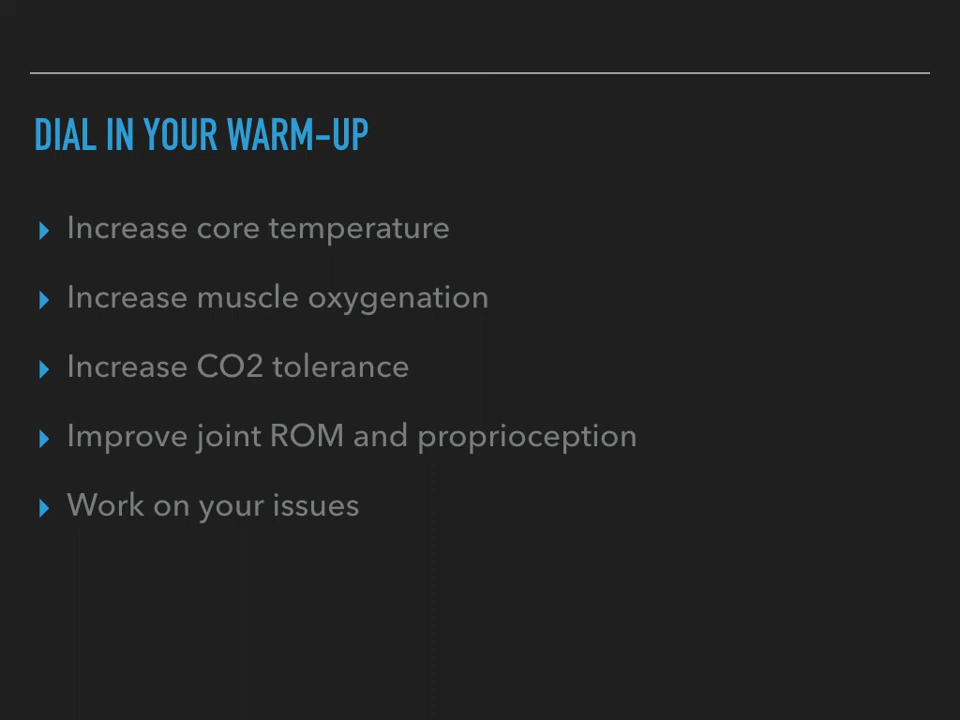 DIAL IN YOUR WARM-UP
Increase core temperature
Increase muscle oxygenation
Increase CO2 tolerance
Improve joint ROM and proprioception
Work on your issues